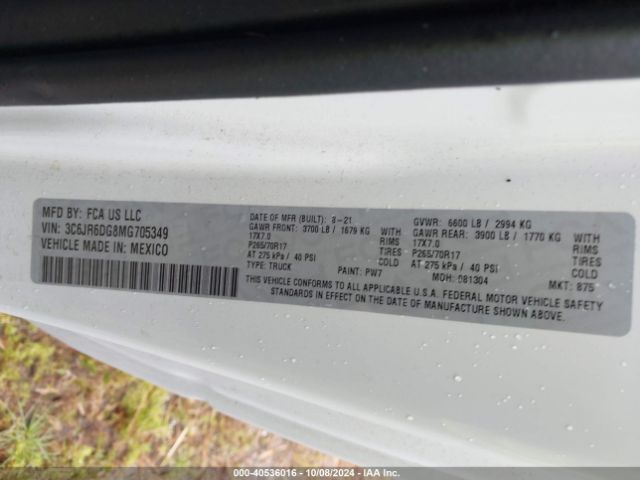 MFD BY: FCA US LLC
VIN: 3C6JR6DG8MG705349
VEHICLE MADE IN: MEXICO
DATE OF MFR (BUILT): 8-21
GAWR FRONT: 3700 LB / 1679 KG WITH
17X7.0 RIMS
P265/70R17 TIRES
AT 275 kPa / 40 PSI COLD
TYPE: TRUCK PAINT: PW7
GVWR: 6600 LB / 2994 KG
GAWR REAR: 3900 LB / 1770 KG WITH
17X7.0 RIMS
P265/70R17 TIRES
AT 275 kPa / 40 PSI COLD
MDH: 081304 MKT: 875
THIS VEHICLE CONFORMS TO ALL APPLICABLE U.S.A. FEDERAL MOTOR VEHICLE SAFETY
STANDARDS IN EFFECT ON THE DATE OF MANUFACTURE SHOWN ABOVE.
000-40536016 - 10/08/2024 - IAA Inc.